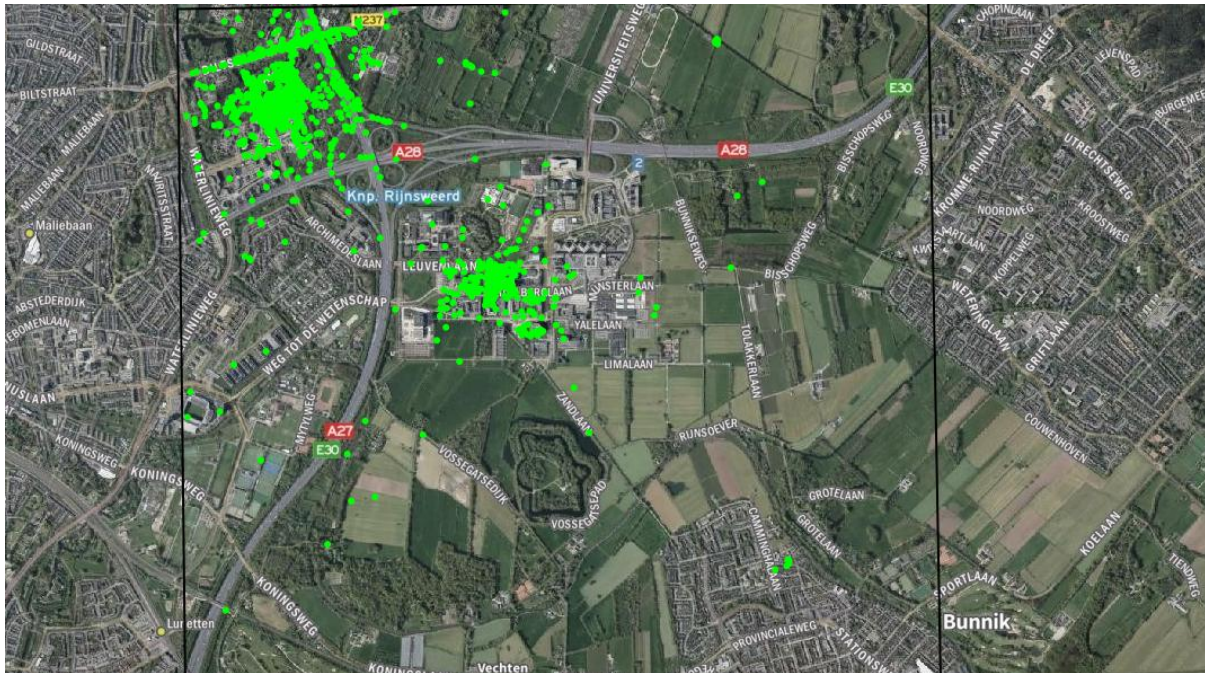 N237
CHOPINLAAN
GILDSTRAAT
DE DREEF
LEVENSPAD
BILTSTRAAT
UNIVERSITEITSWEG
E30
BURGEMEE
MALIEBAAN
NOORDWEG
UTRECHTSEWEG
A28
A28
BISSCHOPSWEG
2
WATERLINIEWEG
MAURITSSTRAAT
Knp. Rijnsweerd
KROMME RIJNLAAN
NOORDWEG
KROOSTWEG
Maliebaan
ARCHIMEDESLAAN
BUNNIKSEWEG
KOPPELWEG
LEUVENLAAN
BISSCHOPSWEG
WETERINGLAAN
ABSTEDERDIJK
WATERLINIEWEG
WEG TOT DE WETENSCHAP
YALELAAN
TOLAKKERLAAN
GRIFTLAAN
LIMALAAN
MYTYLWEG
ZANDLAAN
RIJNSOEVER
COUWENHOVEN
A27
E30
KONINGSWEG
KONINGSWEG
VOSSEGATSEDIJK
GROTELAAN
VOSSEGATSEPAD
CAMMINGHALAAN
GROTELAAN
KOELAAN
TIENDWEG
KONINGSWEG
SPORTLAAN
Lunetten
Bunnik
PROVINCIALEWEG
STATIONSW
Vechten